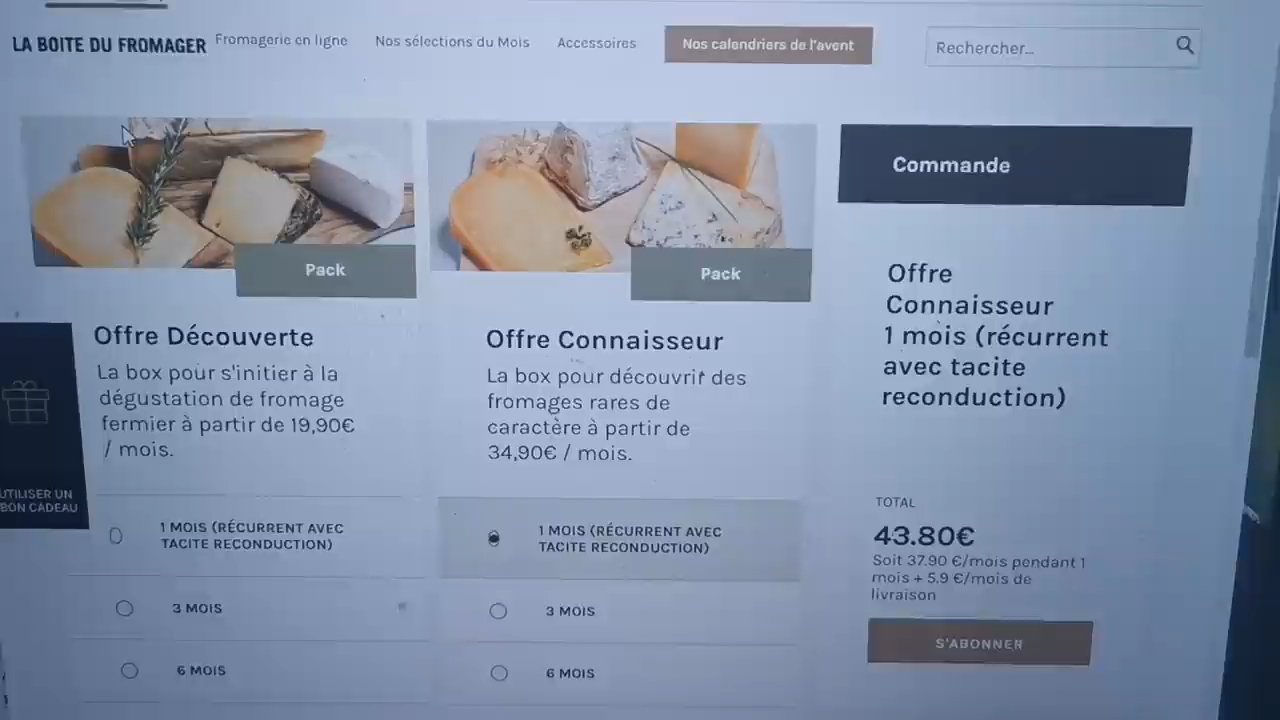 LA BOITE DU FROMAGER
Fromagerie en ligne
Nos sélections du Mois
Accessoires
Nos calendriers de l'avent
Rechercher...
Pack
Offre Découverte
La box pour s'initier à la
dégustation de fromage
fermier à partir de 19,90€
/ mois.
1 MOIS (RÉCURRENT AVEC
TACITE RECONDUCTION)
3 MOIS
6 MOIS
Pack
Offre Connaisseur
La box pour découvrir des
fromages rares de
caractère à partir de
34,90€ / mois.
1 MOIS (RÉCURRENT AVEC
TACITE RECONDUCTION)
3 MOIS
6 MOIS
Commande
Offre
Connaisseur
1 mois (récurrent
avec tacite
reconduction)
TOTAL
43.80€
Soit 37.90 €/mois pendant 1
mois + 5.9 €/mois de
livraison
S'ABONNER
UTILISER UN
BON CADEAU